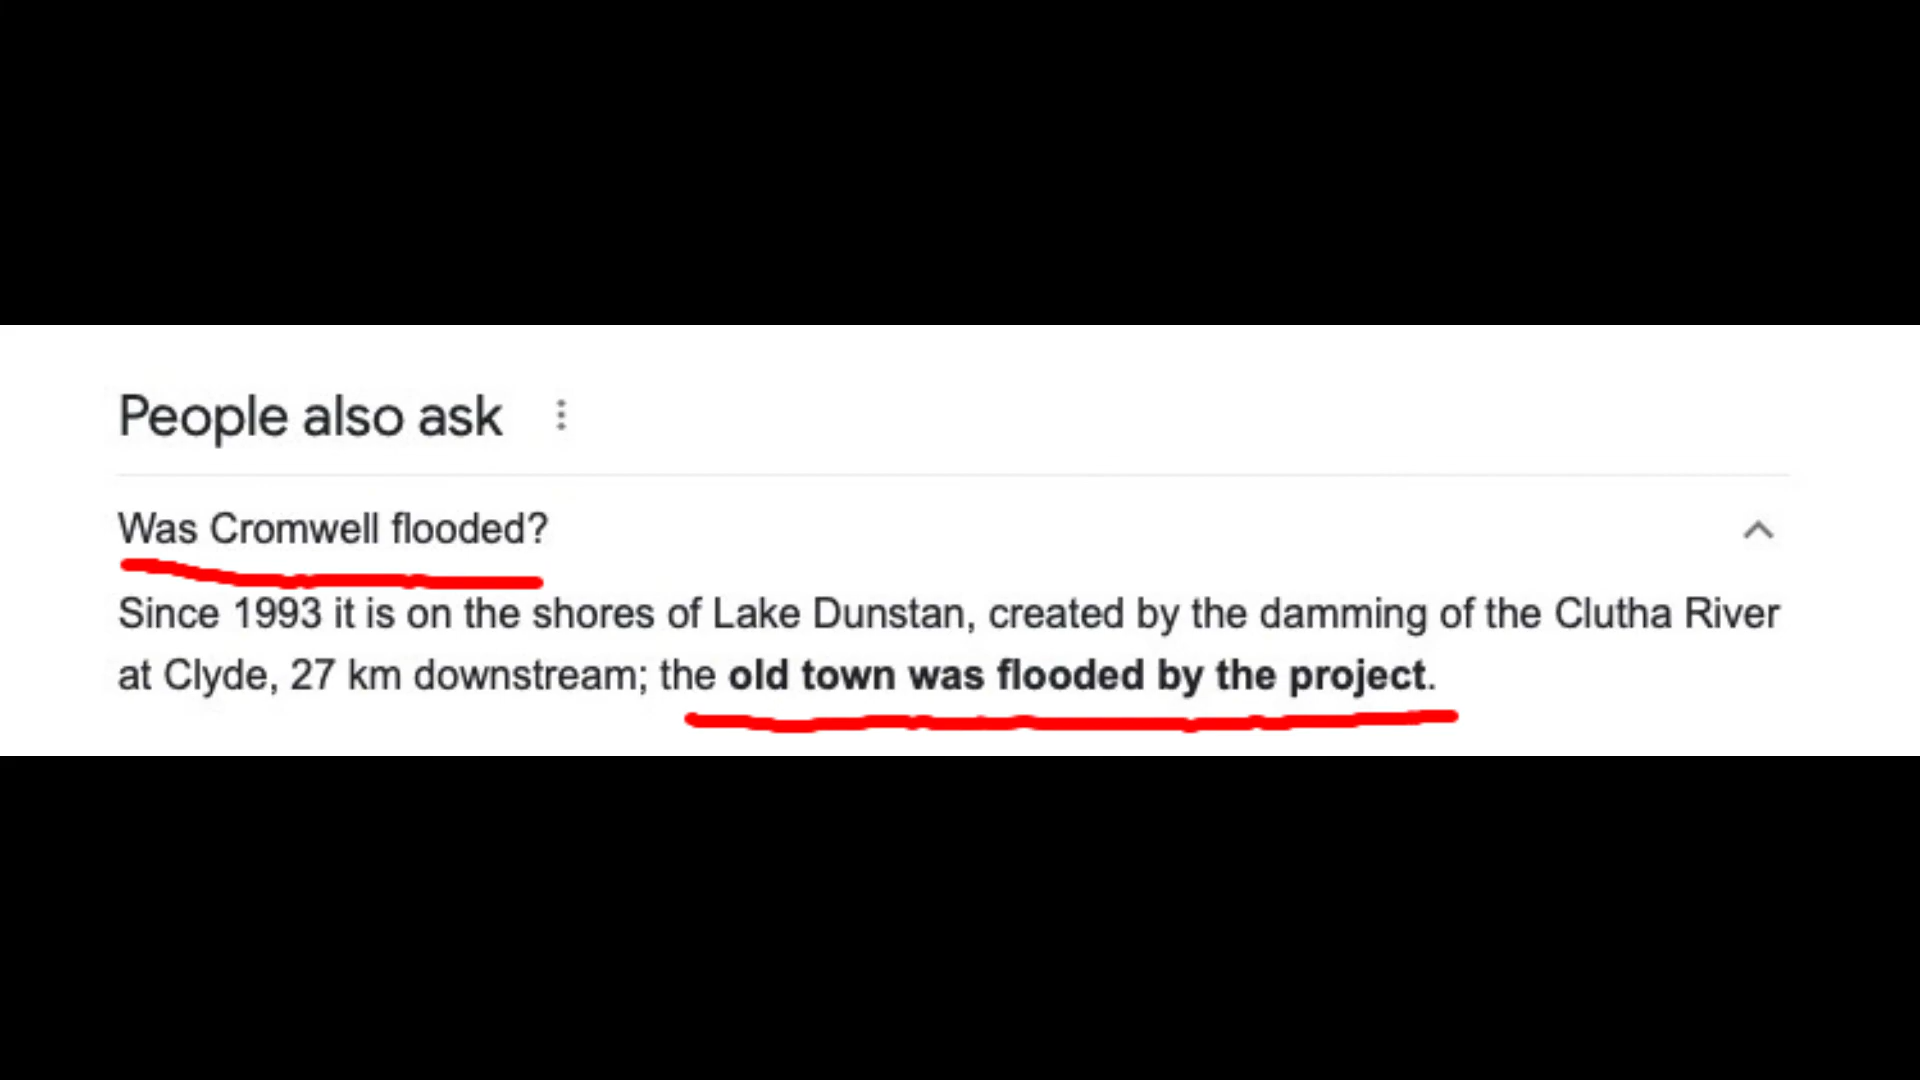 People also ask
Was Cromwell flooded?
Since 1993 it is on the shores of Lake Dunstan, created by the damming of the Clutha River
at Clyde, 27 km downstream; the old town was flooded by the project.